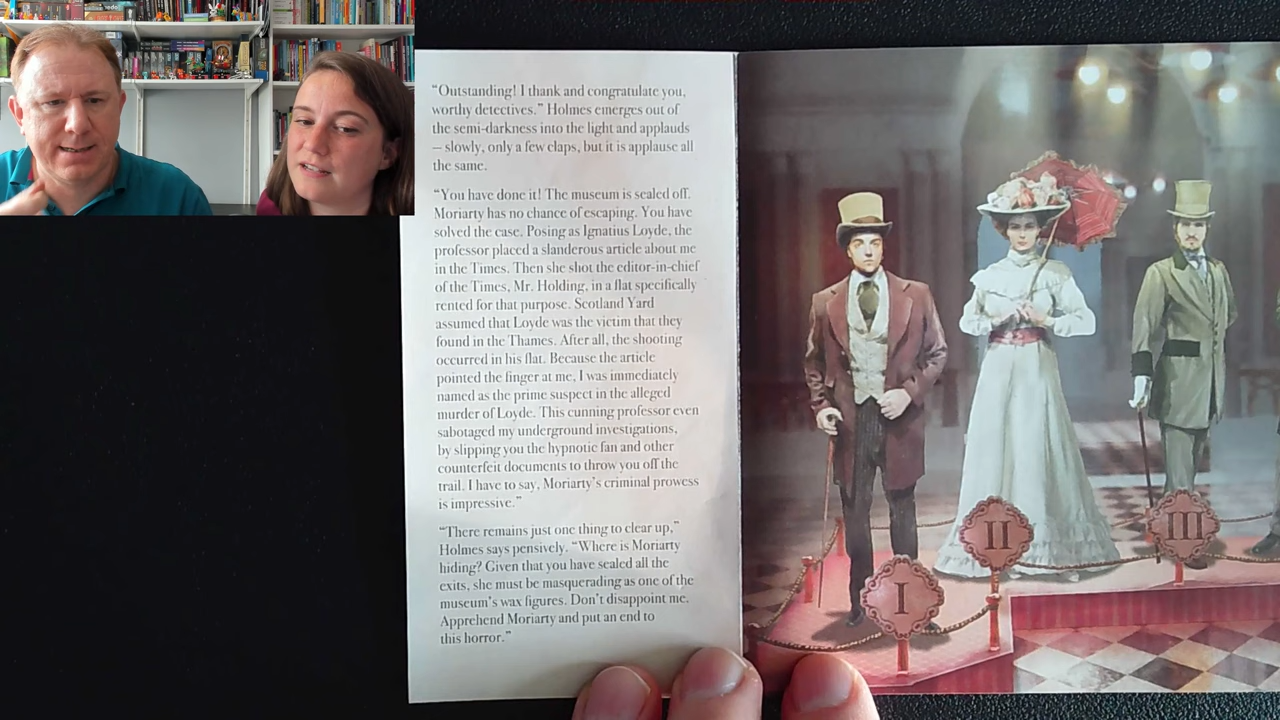 “Outstanding! I thank and congratulate you,
worthy detectives.” Holmes emerges out of
the semi-darkness into the light and applauds
– slowly, only a few claps, but it is applause all
the same.
“You have done it! The museum is sealed off.
Moriarty has no chance of escaping. You have
solved the case. Posing as Ignatius Loyde, the
professor placed a slanderous article about me
in the Times. Then she shot the editor-in-chief
of the Times, Mr. Holding, in a flat specifically
rented for that purpose. Scotland Yard
assumed that Loyde was the victim that they
found in the Thames. After all, the shooting
occurred in his flat. Because the article
pointed the finger at me, I was immediately
named as the prime suspect in the alleged
murder of Loyde. This cunning professor even
sabotaged my underground investigations,
by slipping you the hypnotic fan and other
counterfeit documents to throw you off the
trail. I have to say, Moriarty’s criminal prowess
is impressive.”
“There remains just one thing to clear up,”
Holmes says pensively. “Where is Moriarty
hiding? Given that you have sealed all the
exits, she must be masquerading as one of the
museum’s wax figures. Don’t disappoint me.
Apprehend Moriarty and put an end to
this horror.”
I
II
III